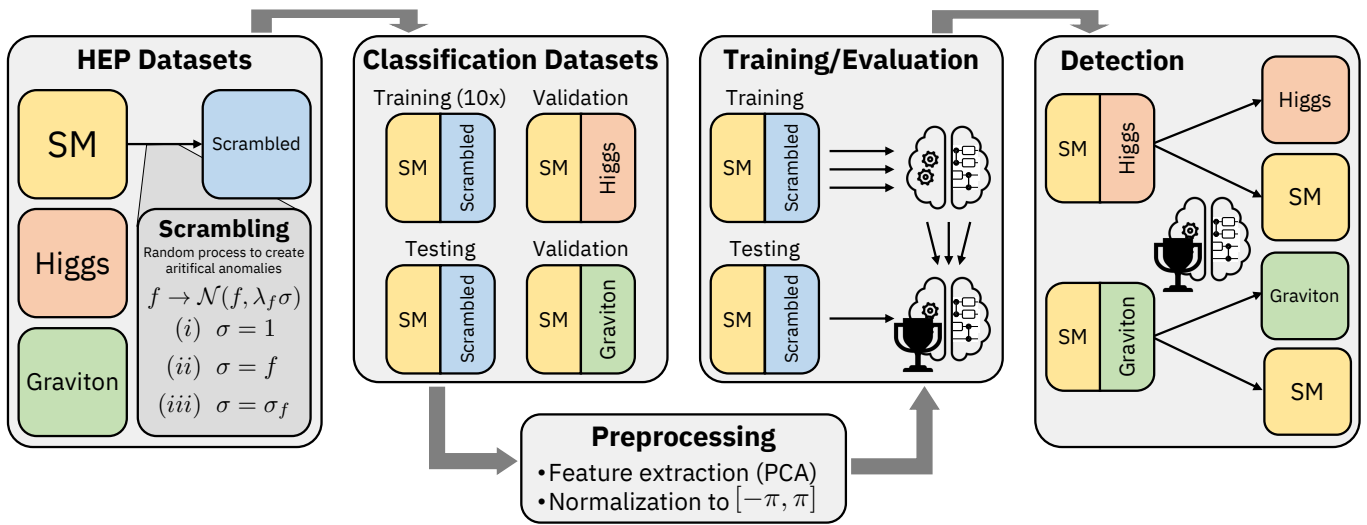 HEP Datasets
SM
Scrambled
Higgs
Graviton
Scrambling
Random process to create
aritifical anomalies
f → 𝒩(f, λ_f σ)
(i) σ = 1
(ii) σ = f
(iii) σ = σ_f
Classification Datasets
Training (10x)
SM
Scrambled
Validation
SM
Higgs
Testing
SM
Scrambled
Validation
SM
Graviton
Preprocessing
•Feature extraction (PCA)
•Normalization to [−π, π]
Training/Evaluation
Training
SM
Scrambled
Testing
SM
Scrambled
Detection
SM
Higgs
Higgs
SM
SM
Graviton
Graviton
SM